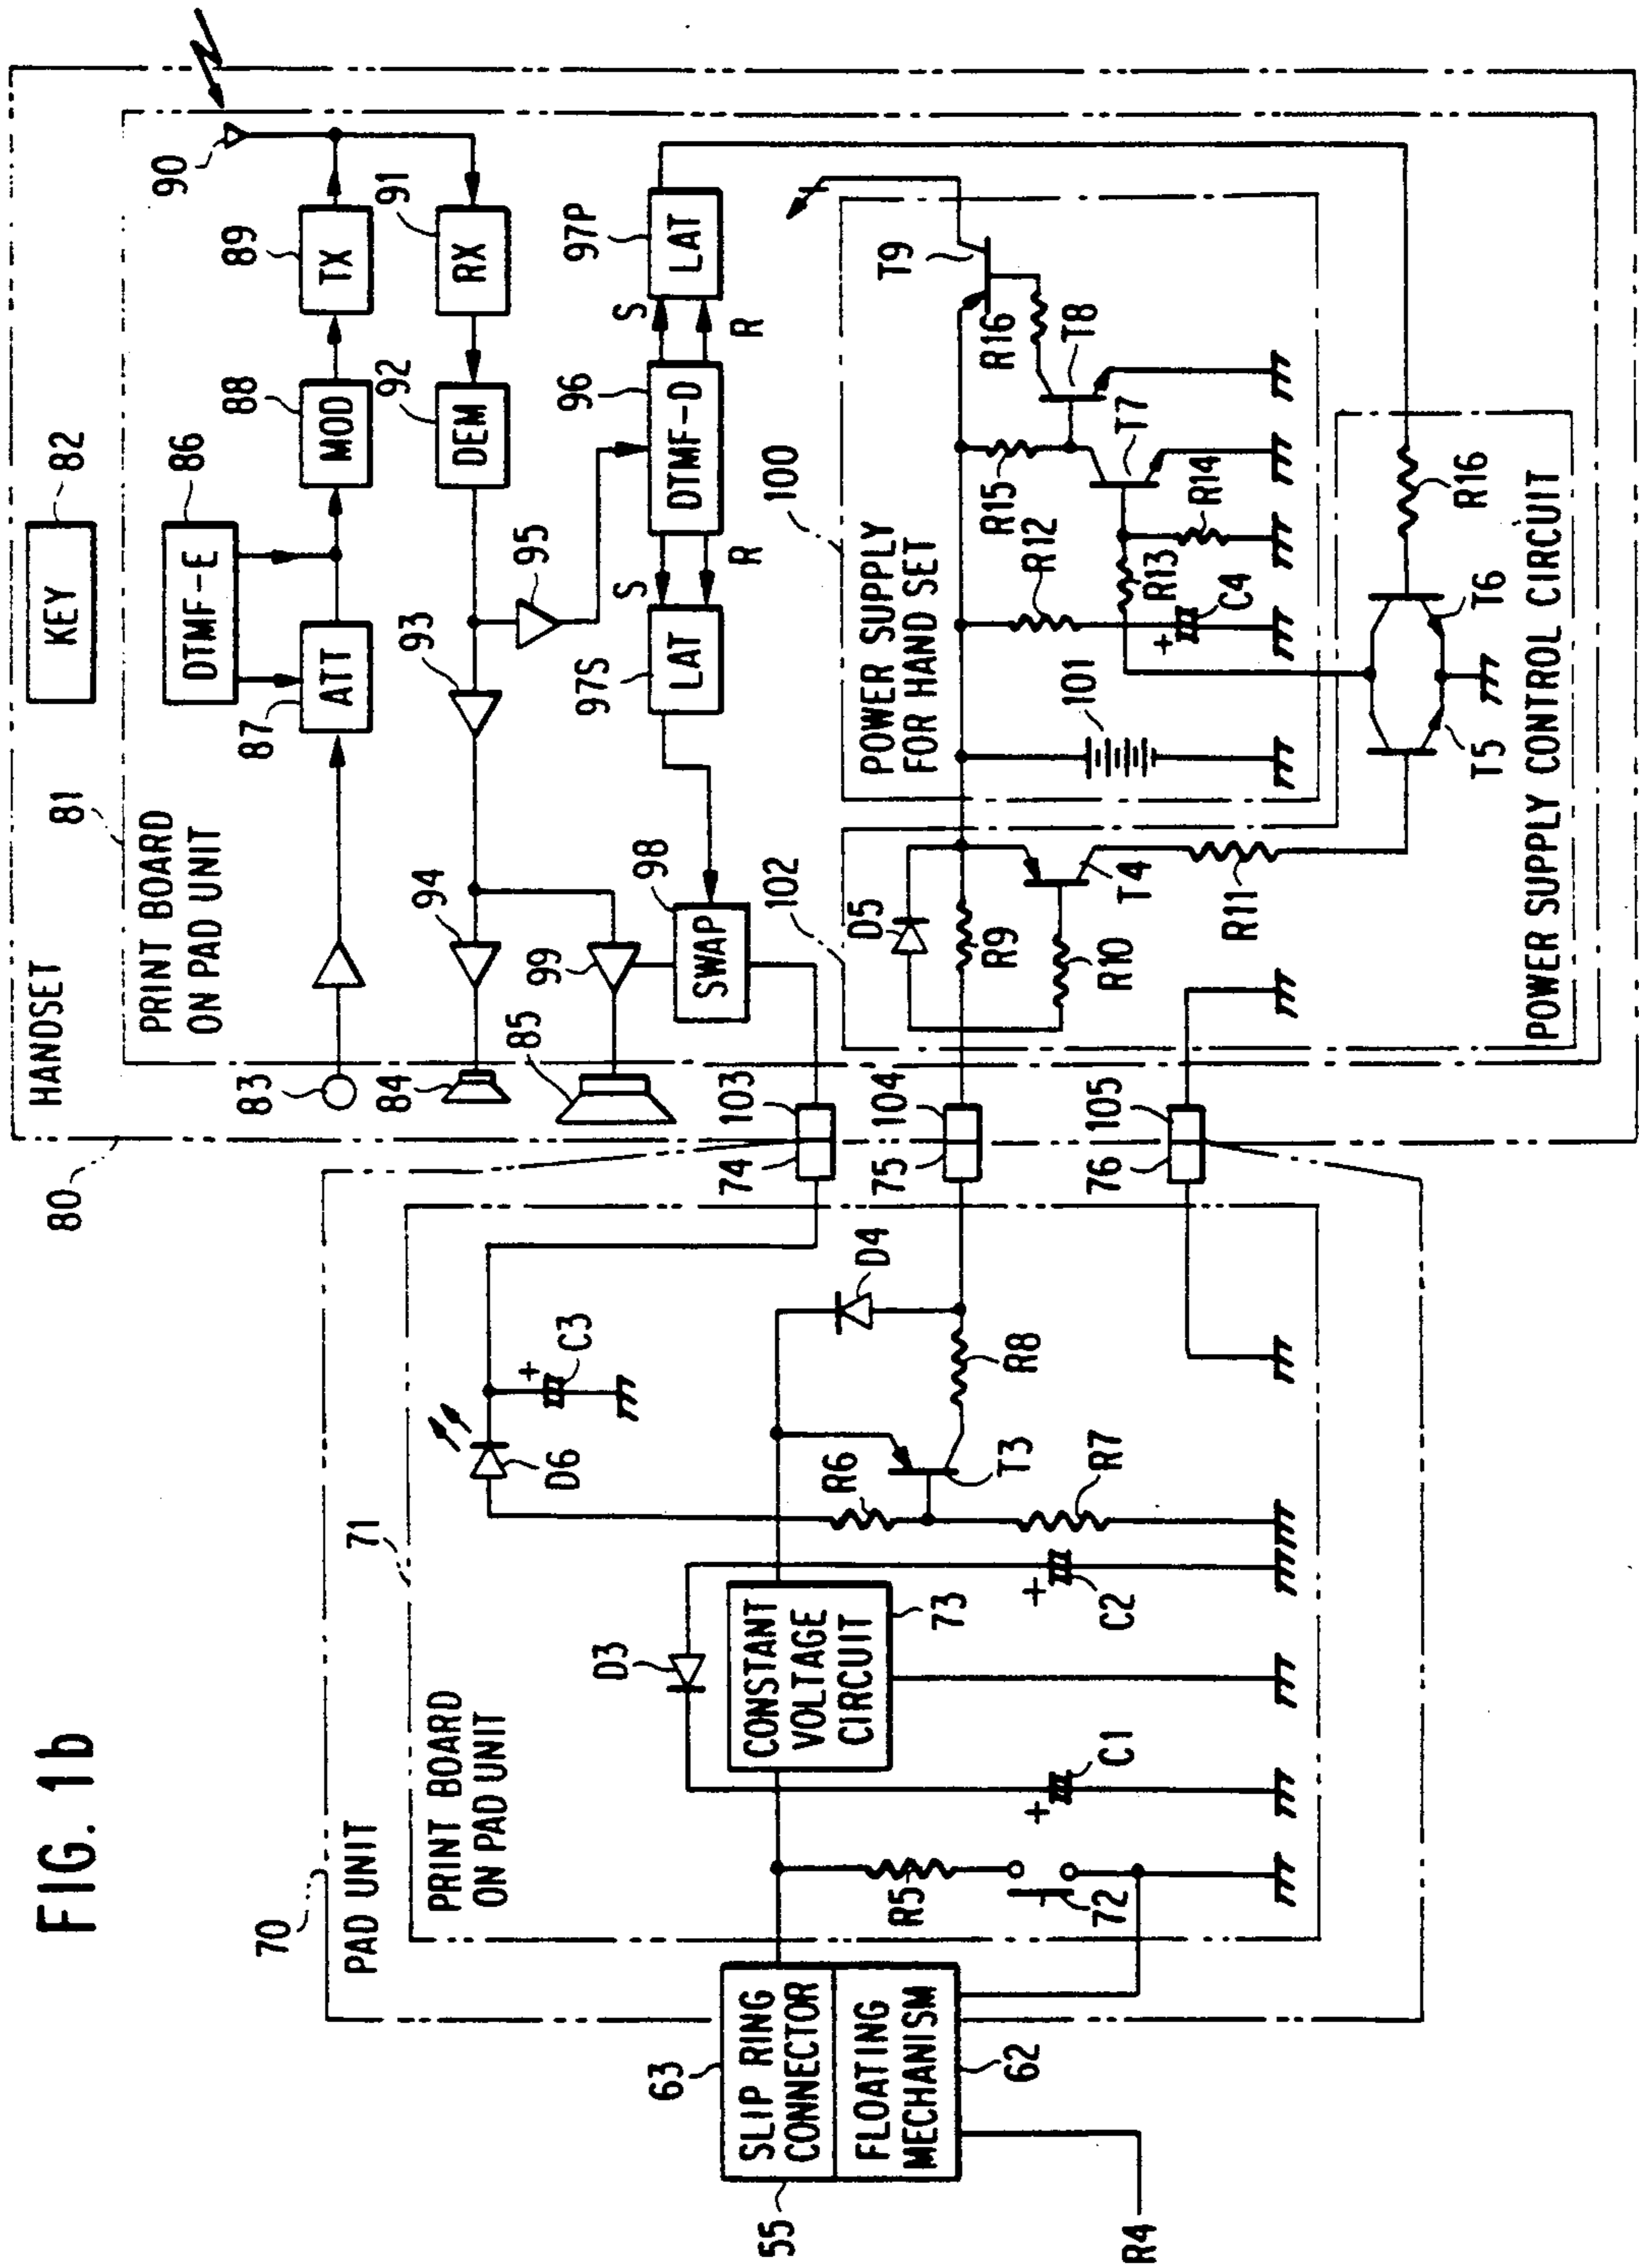 FIG. 1b
HANDSET
80
81
PRINT BOARD
ON PAD UNIT
KEY
82
DTMF-E
86
ATT
87
MOD
88
TX
89
90
RX
91
DEM
92
93
94
95
83
84
85
99
SWAP
98
LAT
97S
S
R
DTMF-D
96
S
R
LAT
97P
100
POWER SUPPLY
FOR HAND SET
101
R12
+
C4
R13
R14
R15
T7
T8
R16
T9
102
D5
R9
R10
T4
R11
T5
T6
R16
POWER SUPPLY CONTROL CIRCUIT
74
103
75
104
76
105
70
PAD UNIT
71
PRINT BOARD
ON PAD UNIT
D6
+
C3
D3
CONSTANT
VOLTAGE
CIRCUIT
73
R6
T3
R7
R8
D4
+
C1
+
C2
R5
72
63
SLIP RING
CONNECTOR
FLOATING
MECHANISM
62
55
R4